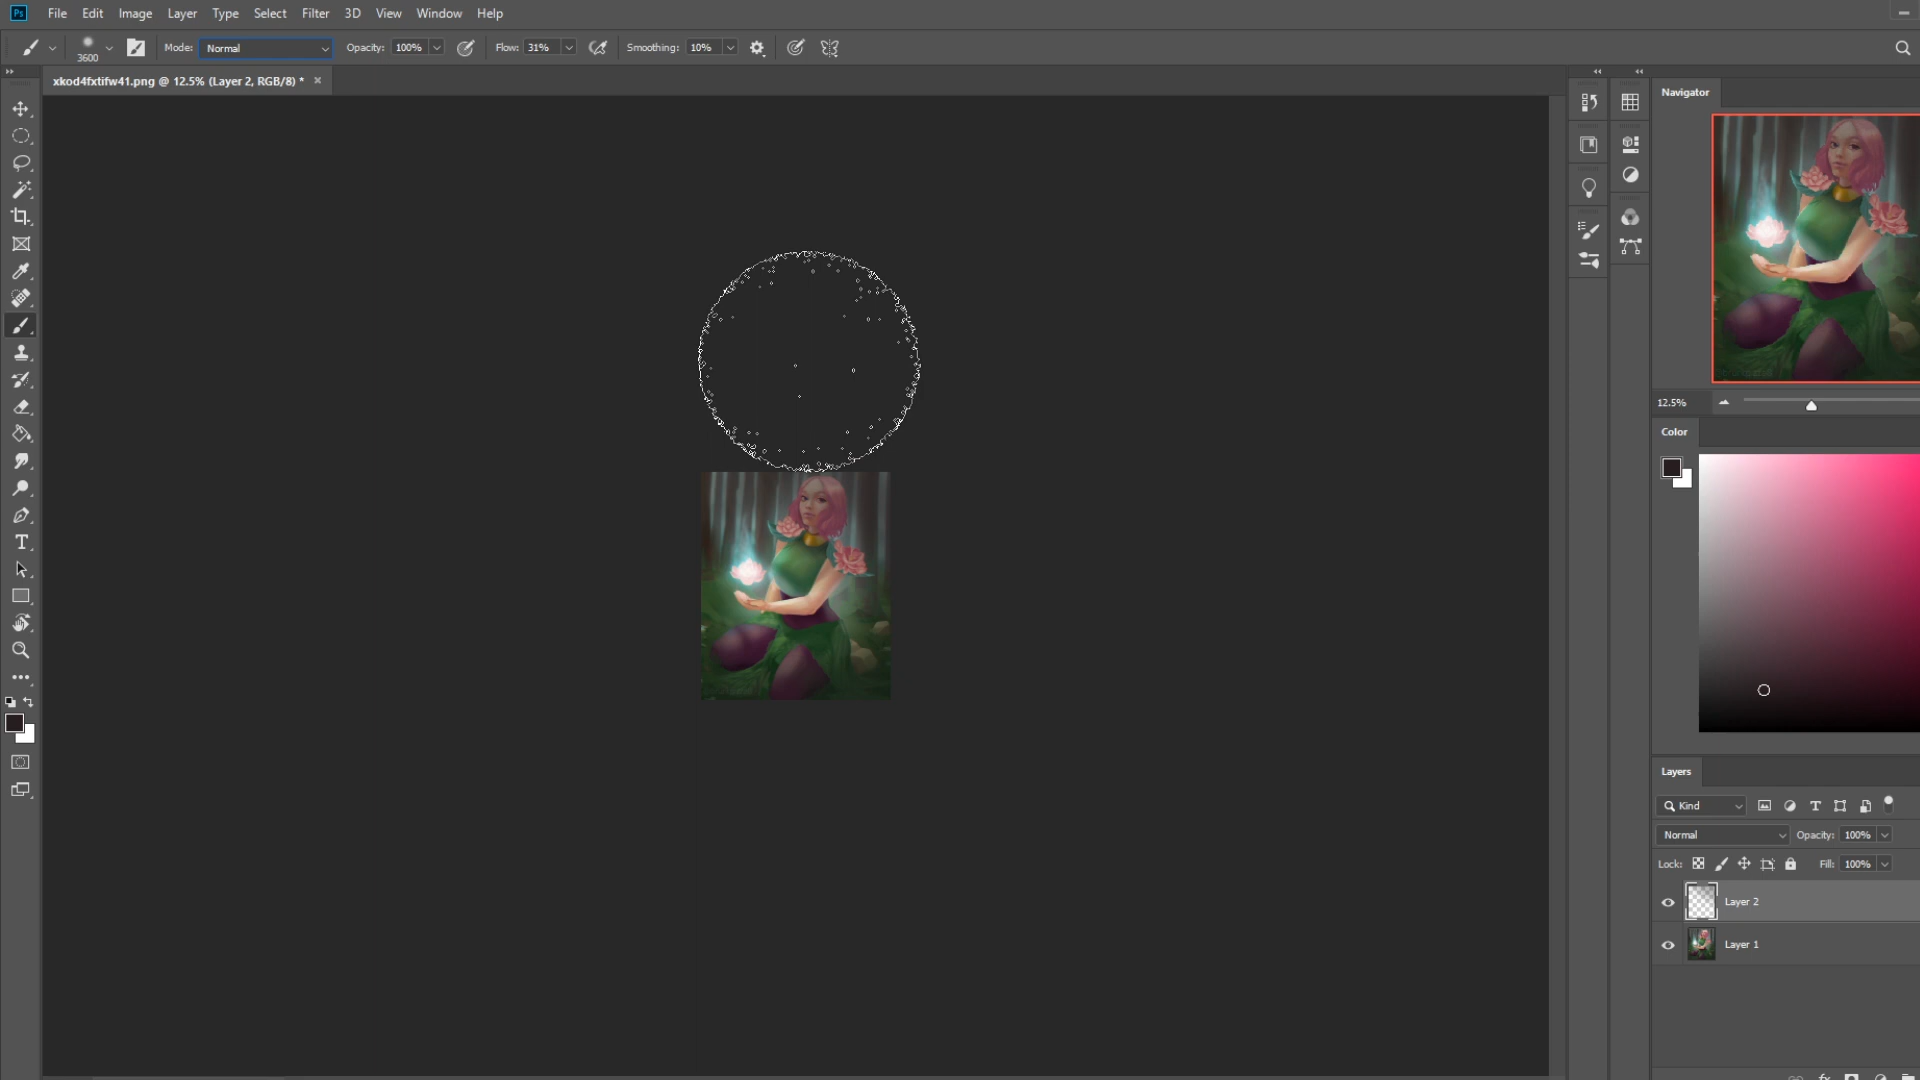 Ps File Edit Image Layer Type Select Filter 3D View Window Help
3600 Mode: Normal Opacity: 100% Flow: 31% Smoothing: 10%
xkod4fxtifw41.png @ 12.5% (Layer 2, RGB/8) *
Navigator
12.5%
Color
Layers
Kind
Normal Opacity: 100%
Lock: Fill: 100%
Layer 2
Layer 1